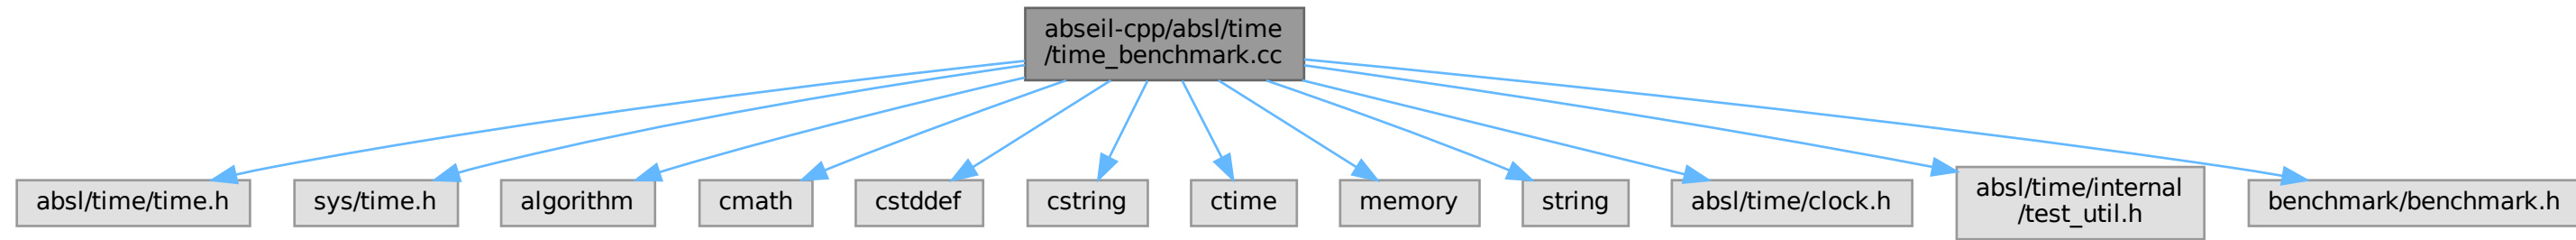 abseil-cpp/absl/time
/time_benchmark.cc
absl/time/time.h
sys/time.h
algorithm
cmath
cstddef
cstring
ctime
memory
string
absl/time/clock.h
absl/time/internal
/test_util.h
benchmark/benchmark.h